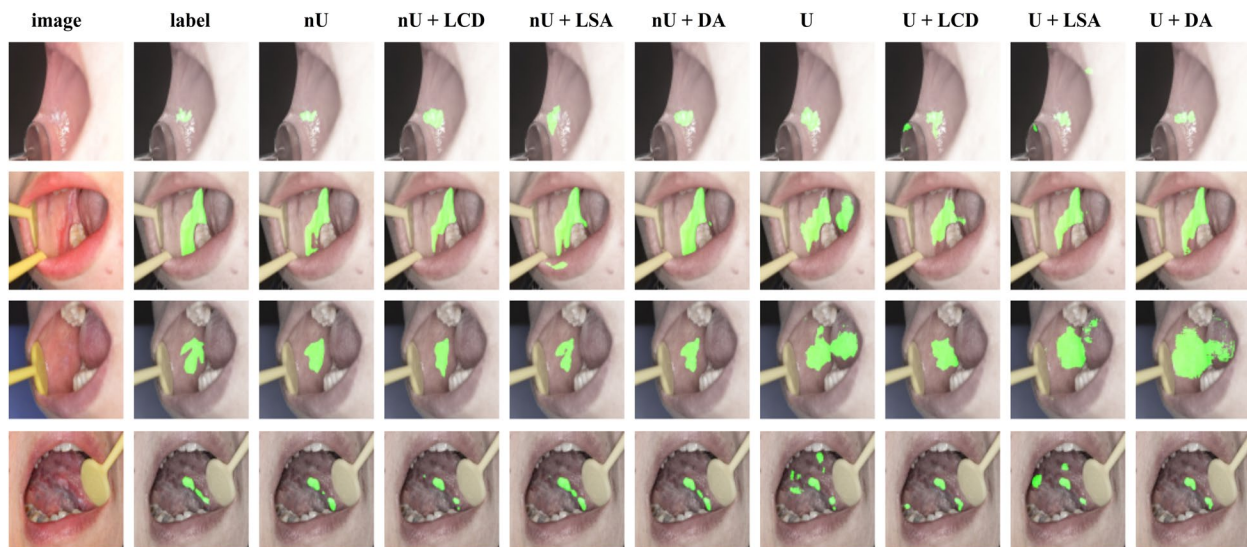 image label nU nU + LCD nU + LSA nU + DA U U + LCD U + LSA U + DA